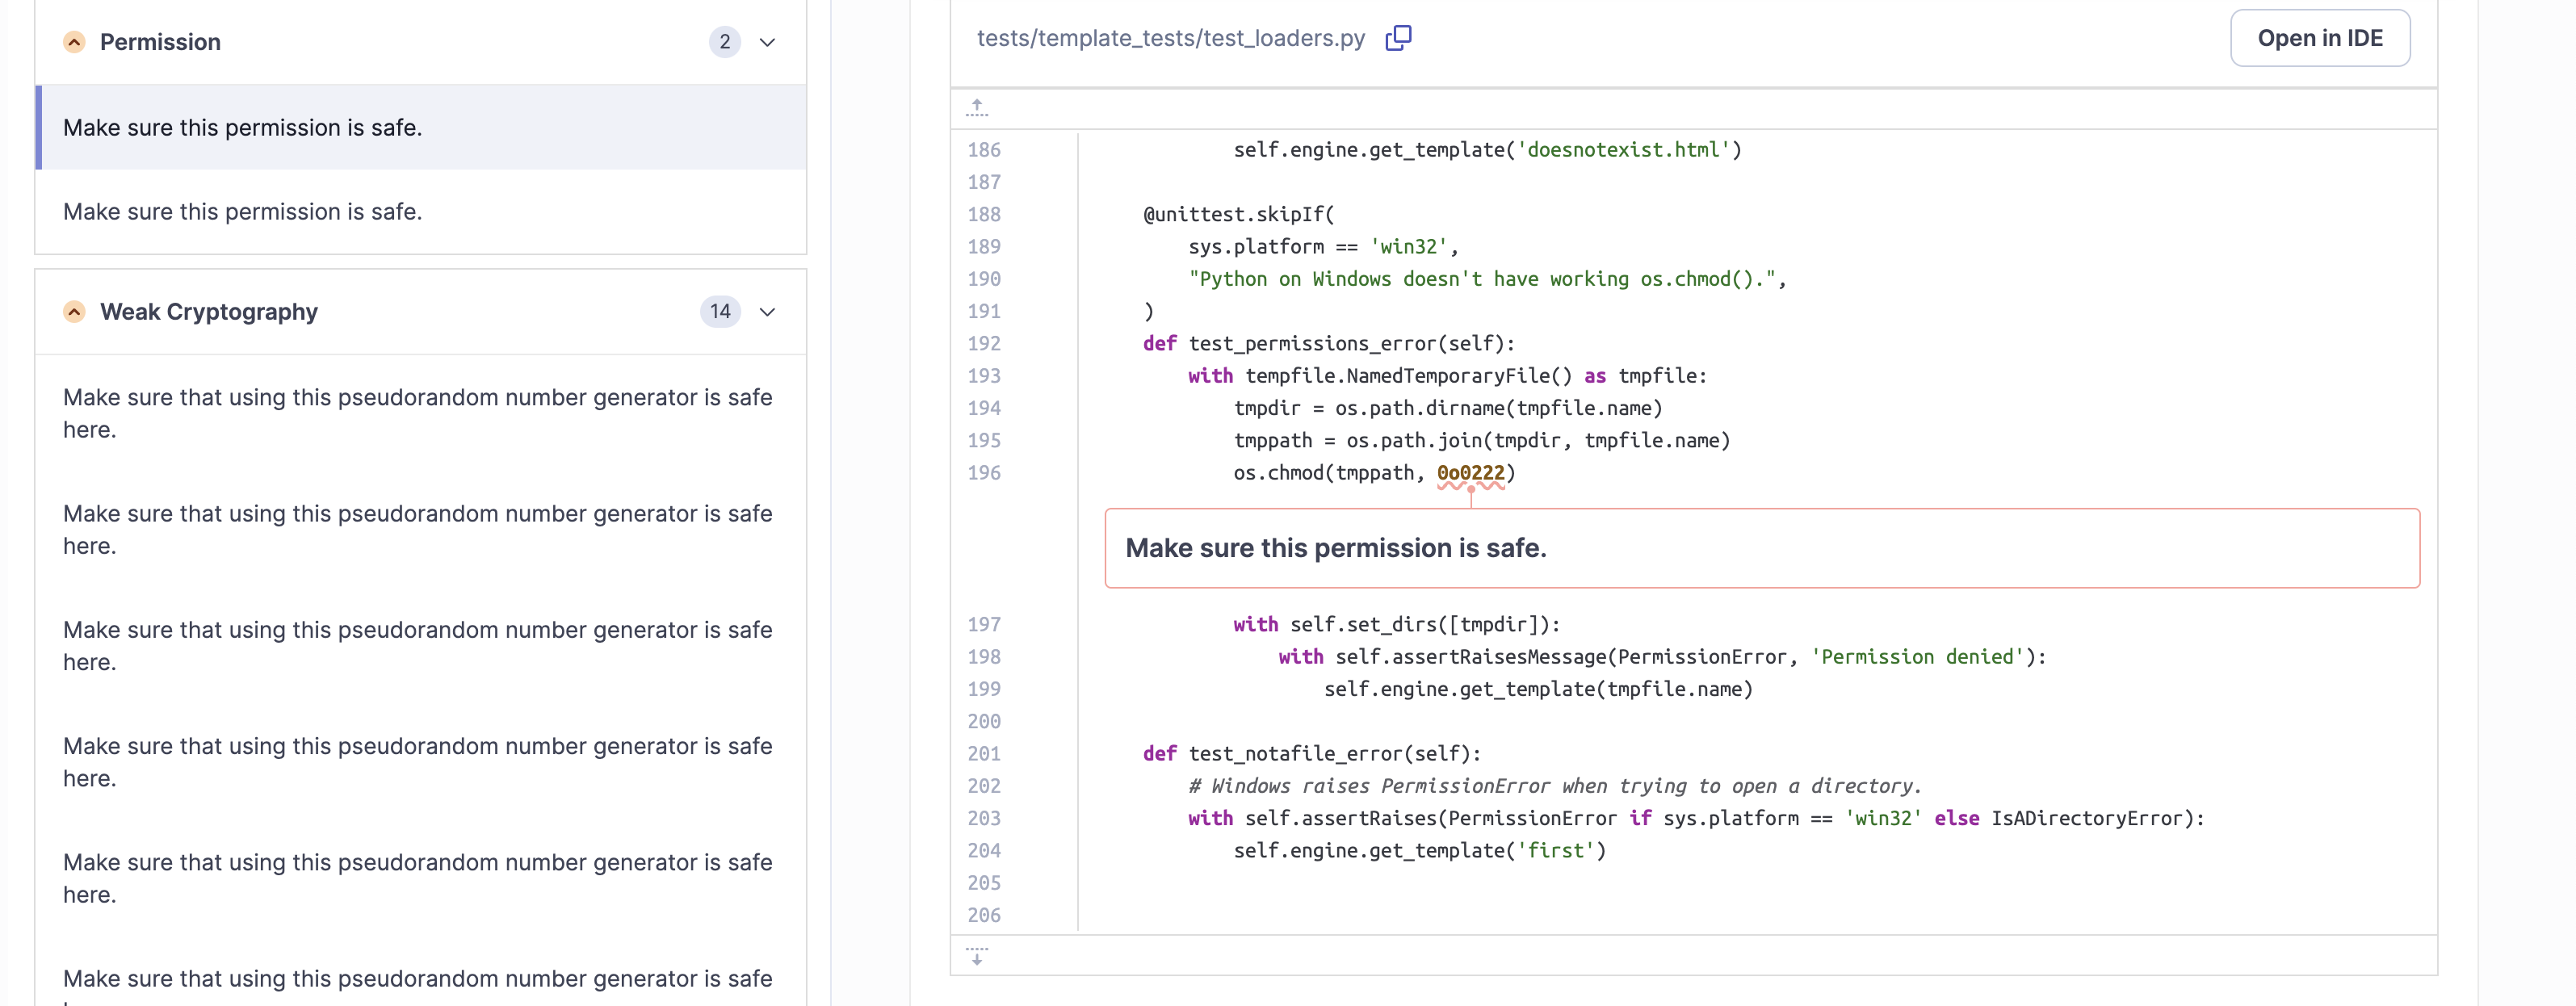 Permission 2
Make sure this permission is safe.
Make sure this permission is safe.
Weak Cryptography 14
Make sure that using this pseudorandom number generator is safe
here.
Make sure that using this pseudorandom number generator is safe
here.
Make sure that using this pseudorandom number generator is safe
here.
Make sure that using this pseudorandom number generator is safe
here.
Make sure that using this pseudorandom number generator is safe
here.
Make sure that using this pseudorandom number generator is safe
tests/template_tests/test_loaders.py Open in IDE
186 self.engine.get_template('doesnotexist.html')
187
188 @unittest.skipIf(
189 sys.platform == 'win32',
190 "Python on Windows doesn't have working os.chmod().",
191 )
192 def test_permissions_error(self):
193 with tempfile.NamedTemporaryFile() as tmpfile:
194 tmpdir = os.path.dirname(tmpfile.name)
195 tmppath = os.path.join(tmpdir, tmpfile.name)
196 os.chmod(tmppath, 0o0222)
Make sure this permission is safe.
197 with self.set_dirs([tmpdir]):
198 with self.assertRaisesMessage(PermissionError, 'Permission denied'):
199 self.engine.get_template(tmpfile.name)
200
201 def test_notafile_error(self):
202 # Windows raises PermissionError when trying to open a directory.
203 with self.assertRaises(PermissionError if sys.platform == 'win32' else IsADirectoryError):
204 self.engine.get_template('first')
205
206